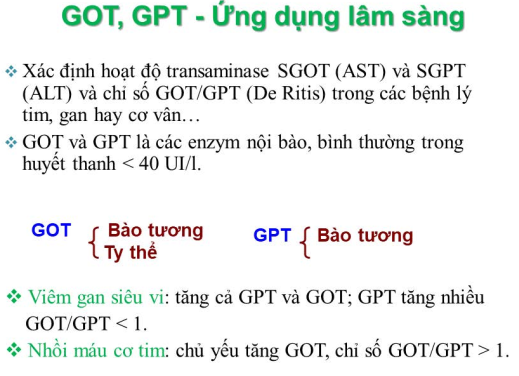 GOT, GPT - Ứng dụng lâm sàng
❖ Xác định hoạt độ transaminase SGOT (AST) và SGPT
(ALT) và chỉ số GOT/GPT (De Ritis) trong các bệnh lý
tim, gan hay cơ vân…
❖ GOT và GPT là các enzym nội bào, bình thường trong
huyết thanh < 40 UI/l.
GOT { Bào tương
Ty thể
GPT { Bào tương
❖ Viêm gan siêu vi: tăng cả GPT và GOT; GPT tăng nhiều
GOT/GPT < 1.
❖ Nhồi máu cơ tim: chủ yếu tăng GOT, chỉ số GOT/GPT > 1.